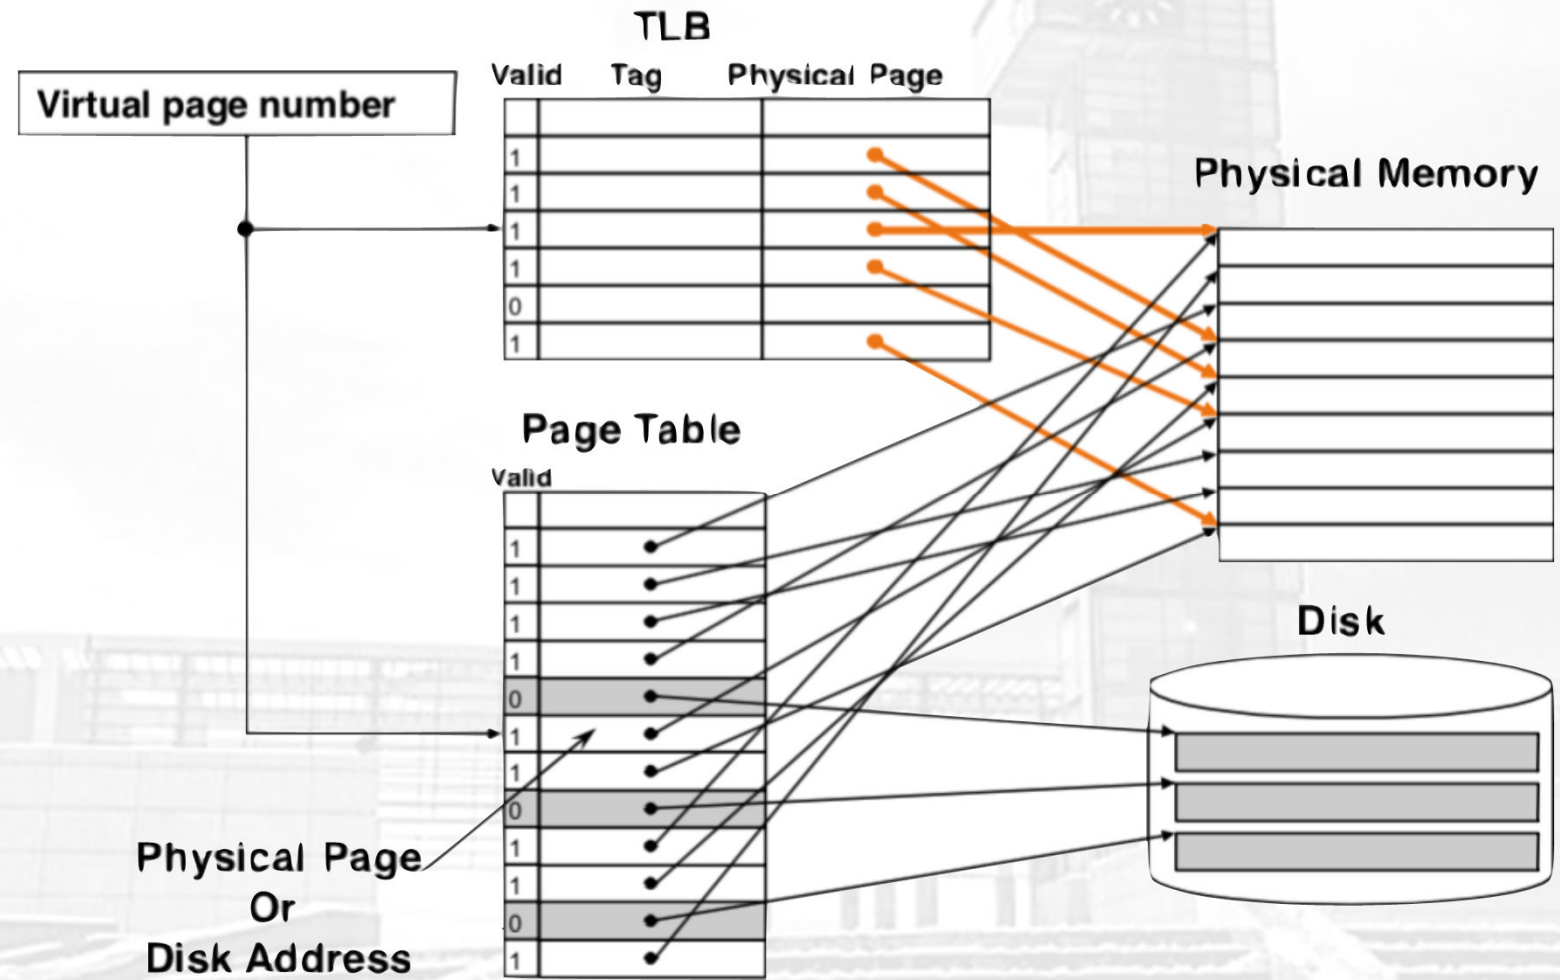 TLB
Valid Tag Physical Page
Virtual page number
1
1
1
1
0
1
Physical Memory
Page Table
Valid
1
1
1
1
0
1
1
0
1
1
0
1
Disk
Physical Page
Or
Disk Address